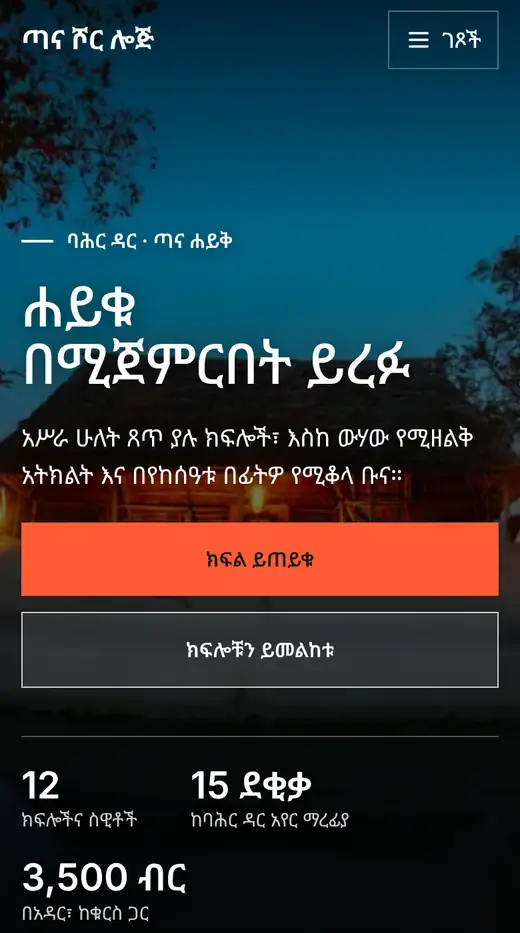 ጣና ሾር ሎጅ
ገጾች
ባሕር ዳር · ጣና ሐይቅ
ሐይቁ
በሚጀምርበት ይረፉ
አሥራ ሁለት ጸጥ ያሉ ክፍሎች፣ እስከ ውሃው የሚዘልቅ
አትክልት እና በየከሰዓቱ በፊትዎ የሚቆላ ቡና።
ክፍል ይጠይቁ
ክፍሎቹን ይመልከቱ
12
ክፍሎችና ስዊቶች
15 ደቂቃ
ከባሕር ዳር አየር ማረፊያ
3,500 ብር
በአዳር፣ ከቁርስ ጋር